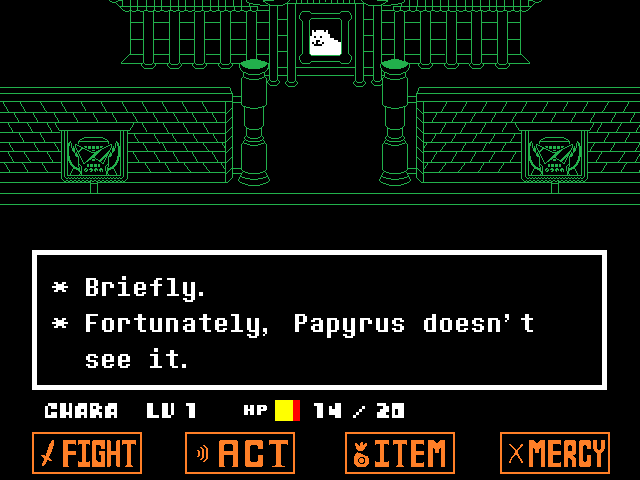 * Briefly.
* Fortunately, Papyrus doesn't
see it.
CHARA LV 1 HP 14 / 20
FIGHT ACT ITEM MERCY